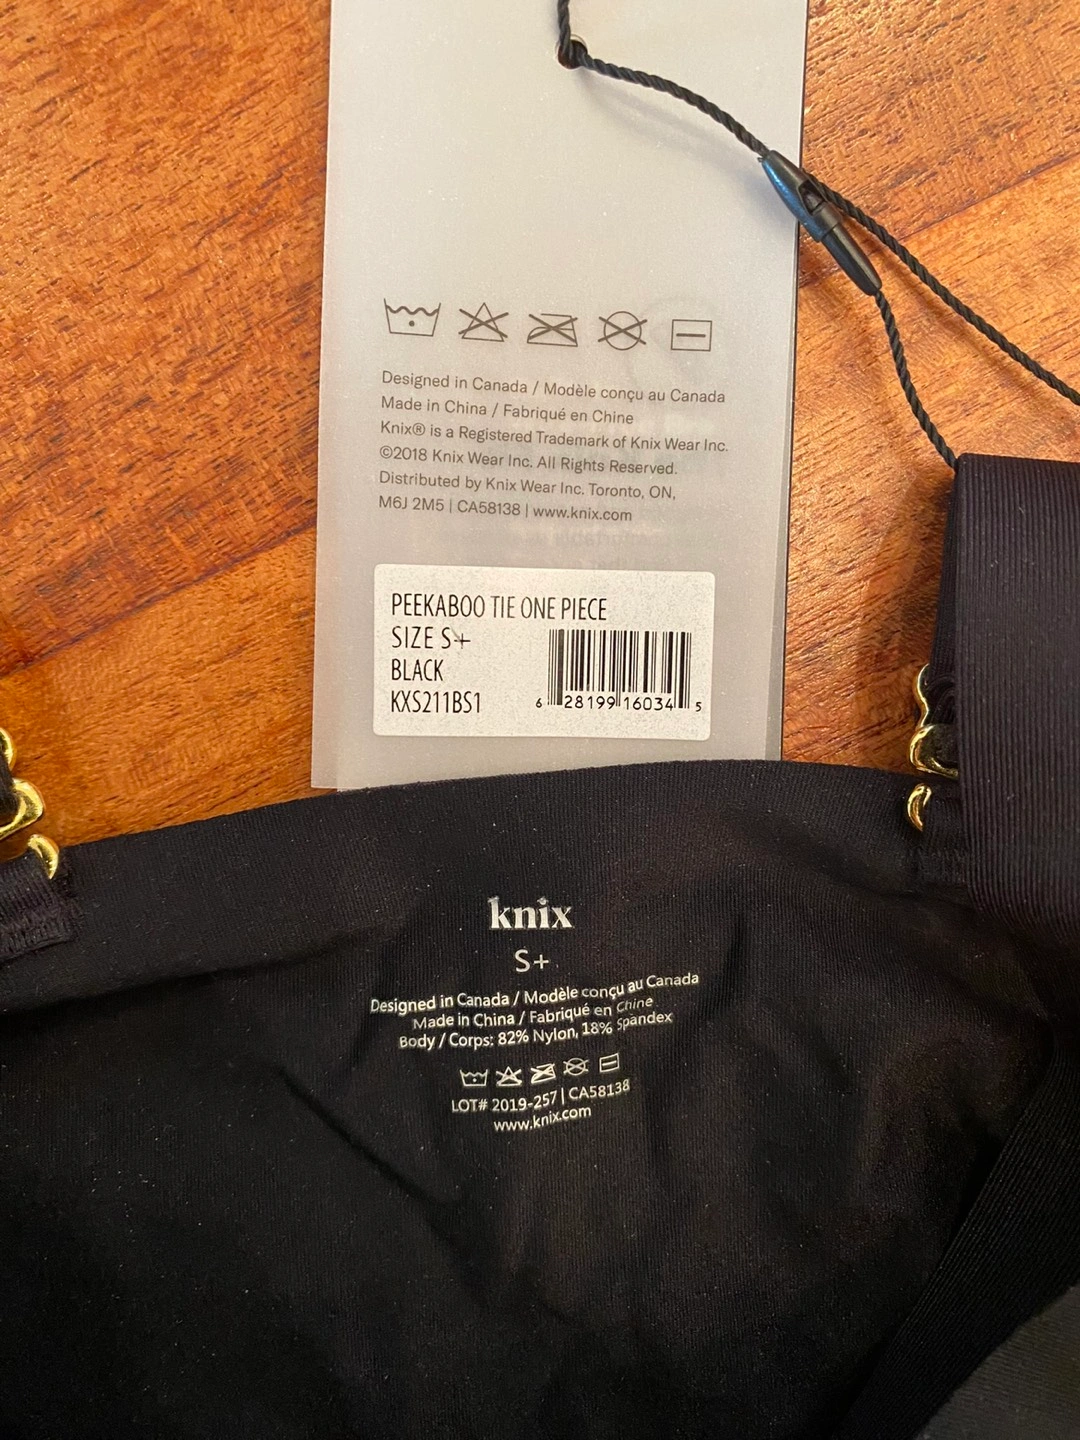 Designed in Canada / Modèle conçu au Canada
Made in China / Fabriqué en Chine
Knix® is a Registered Trademark of Knix Wear Inc.
©2018 Knix Wear Inc. All Rights Reserved.
Distributed by Knix Wear Inc. Toronto, ON,
M6J 2M5 | CA58138 | www.knix.com
PEEKABOO TIE ONE PIECE
SIZE S+
BLACK
KXS211BS1
6 28199 16034 5
knix
S+
Designed in Canada / Modèle conçu au Canada
Made in China / Fabriqué en Chine
Body / Corps: 82% Nylon, 18% Spandex
LOT# 2019-257 | CA58138
www.knix.com